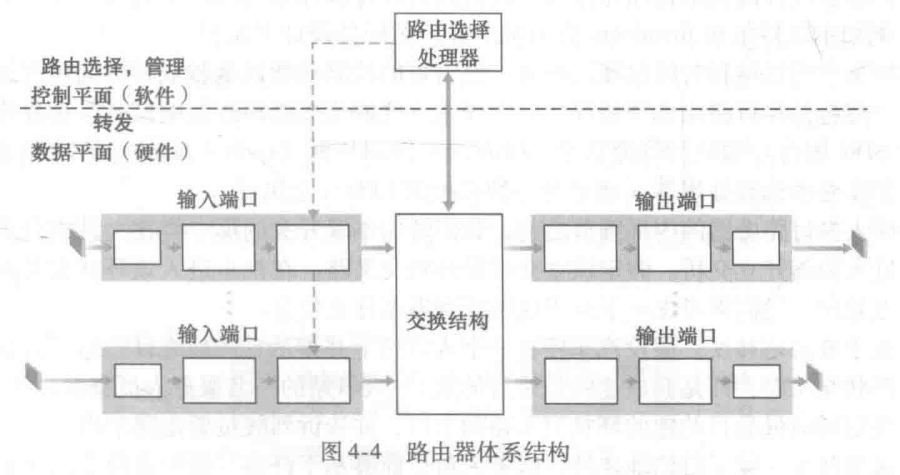 路由选择
处理器
路由选择，管理
控制平面（软件）
转发
数据平面（硬件）
输入端口
输出端口
输入端口
交换结构
输出端口
图4-4 路由器体系结构